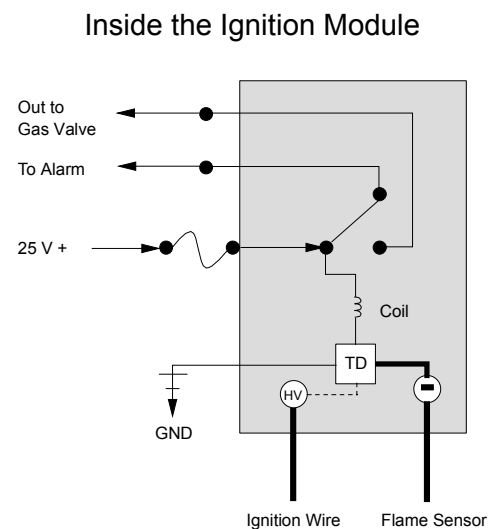 Inside the Ignition Module
Out to
Gas Valve
To Alarm
25 V +
Coil
TD
HV
GND
Ignition Wire
Flame Sensor